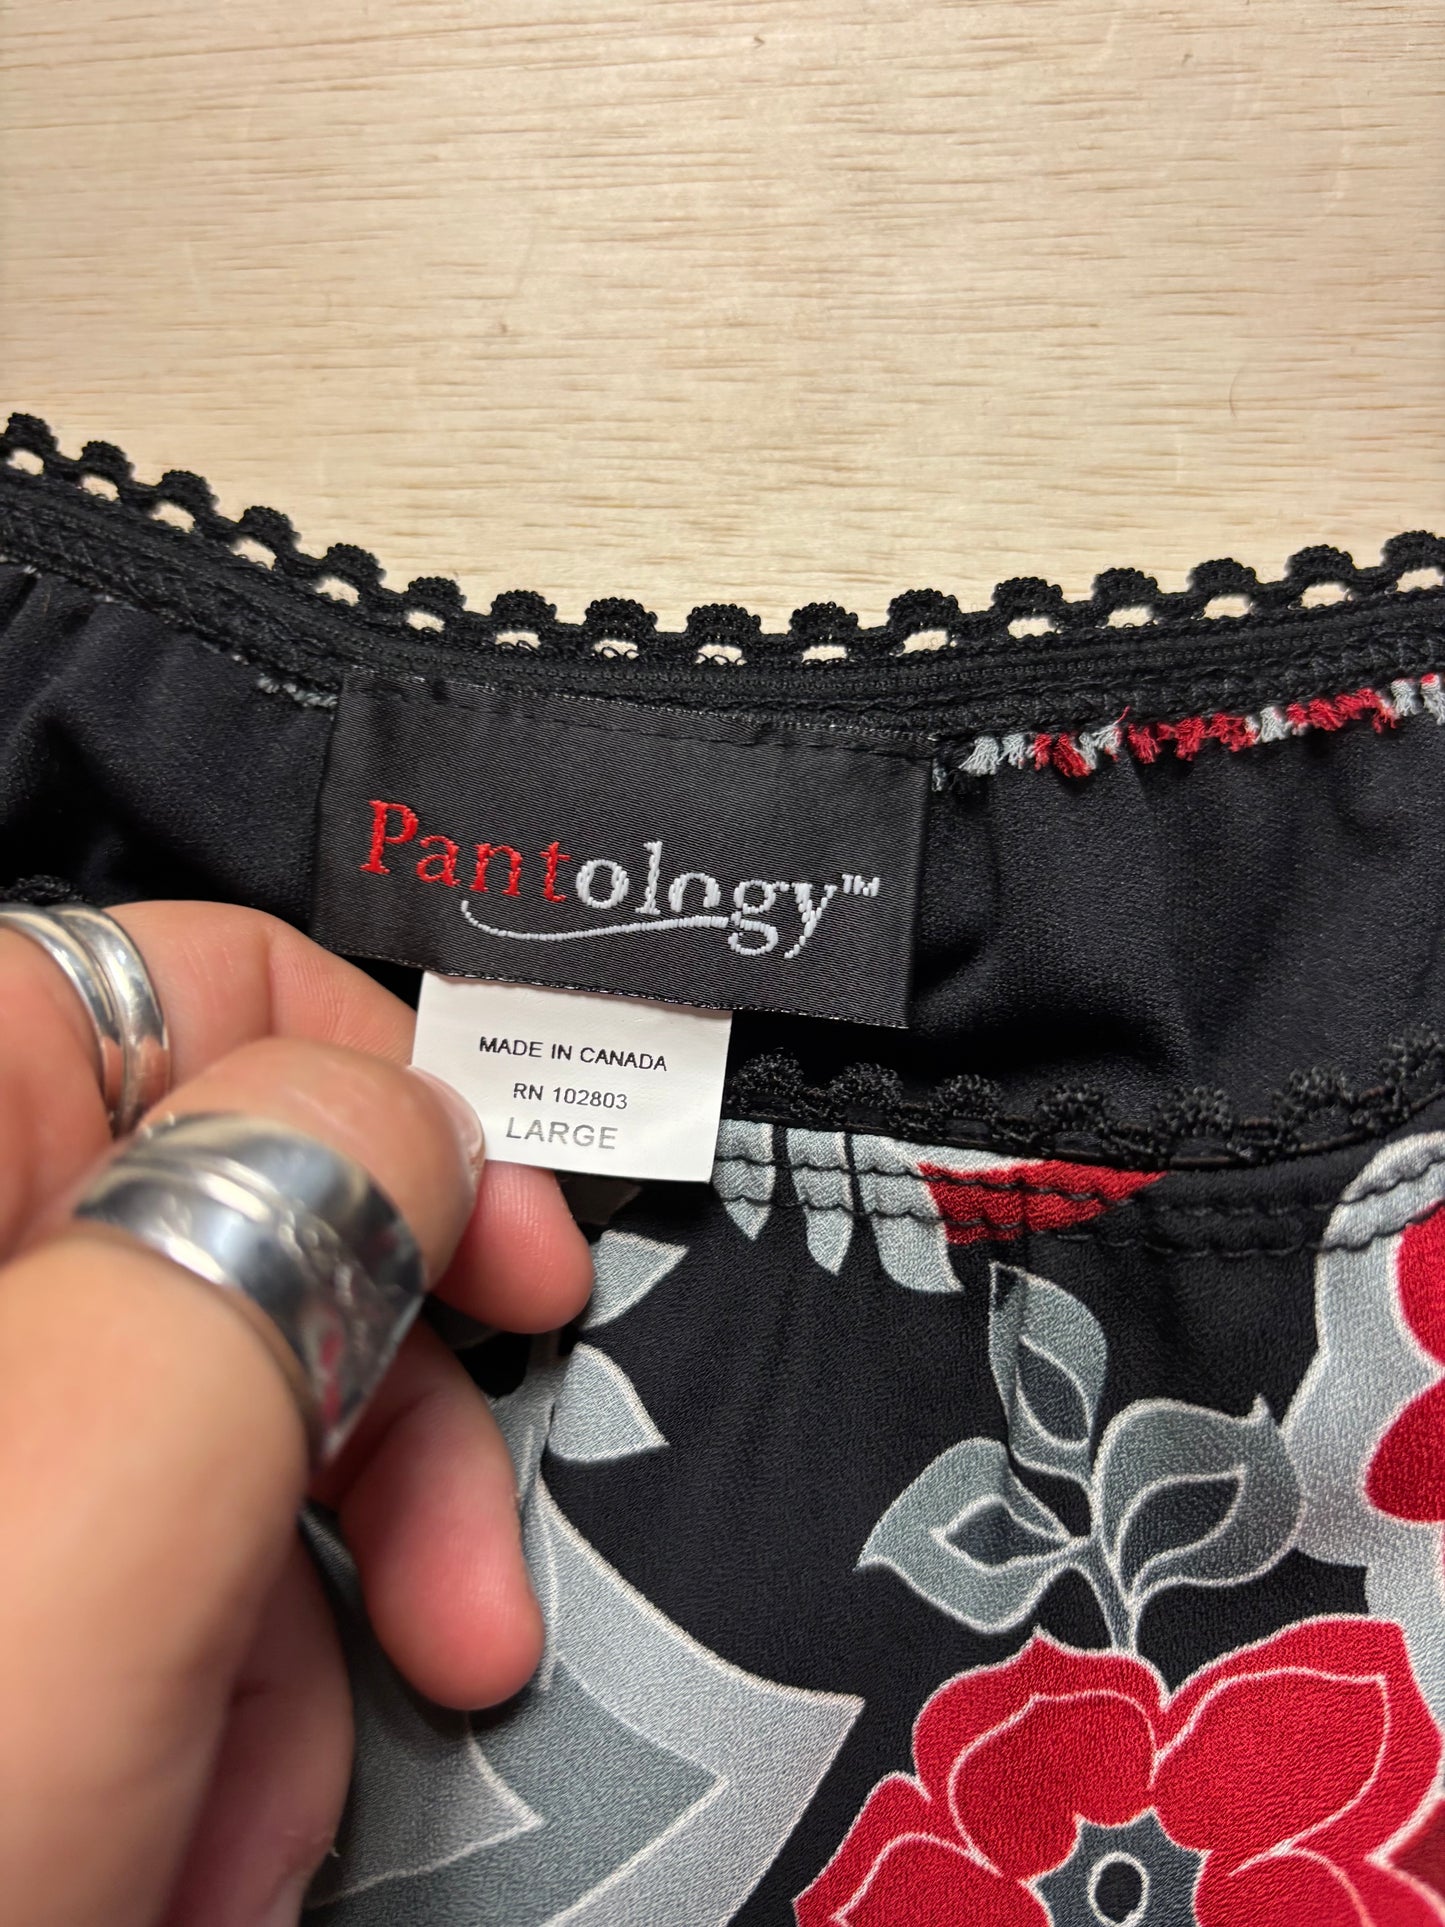 Pantology™
MADE IN CANADA
RN 102803
LARGE